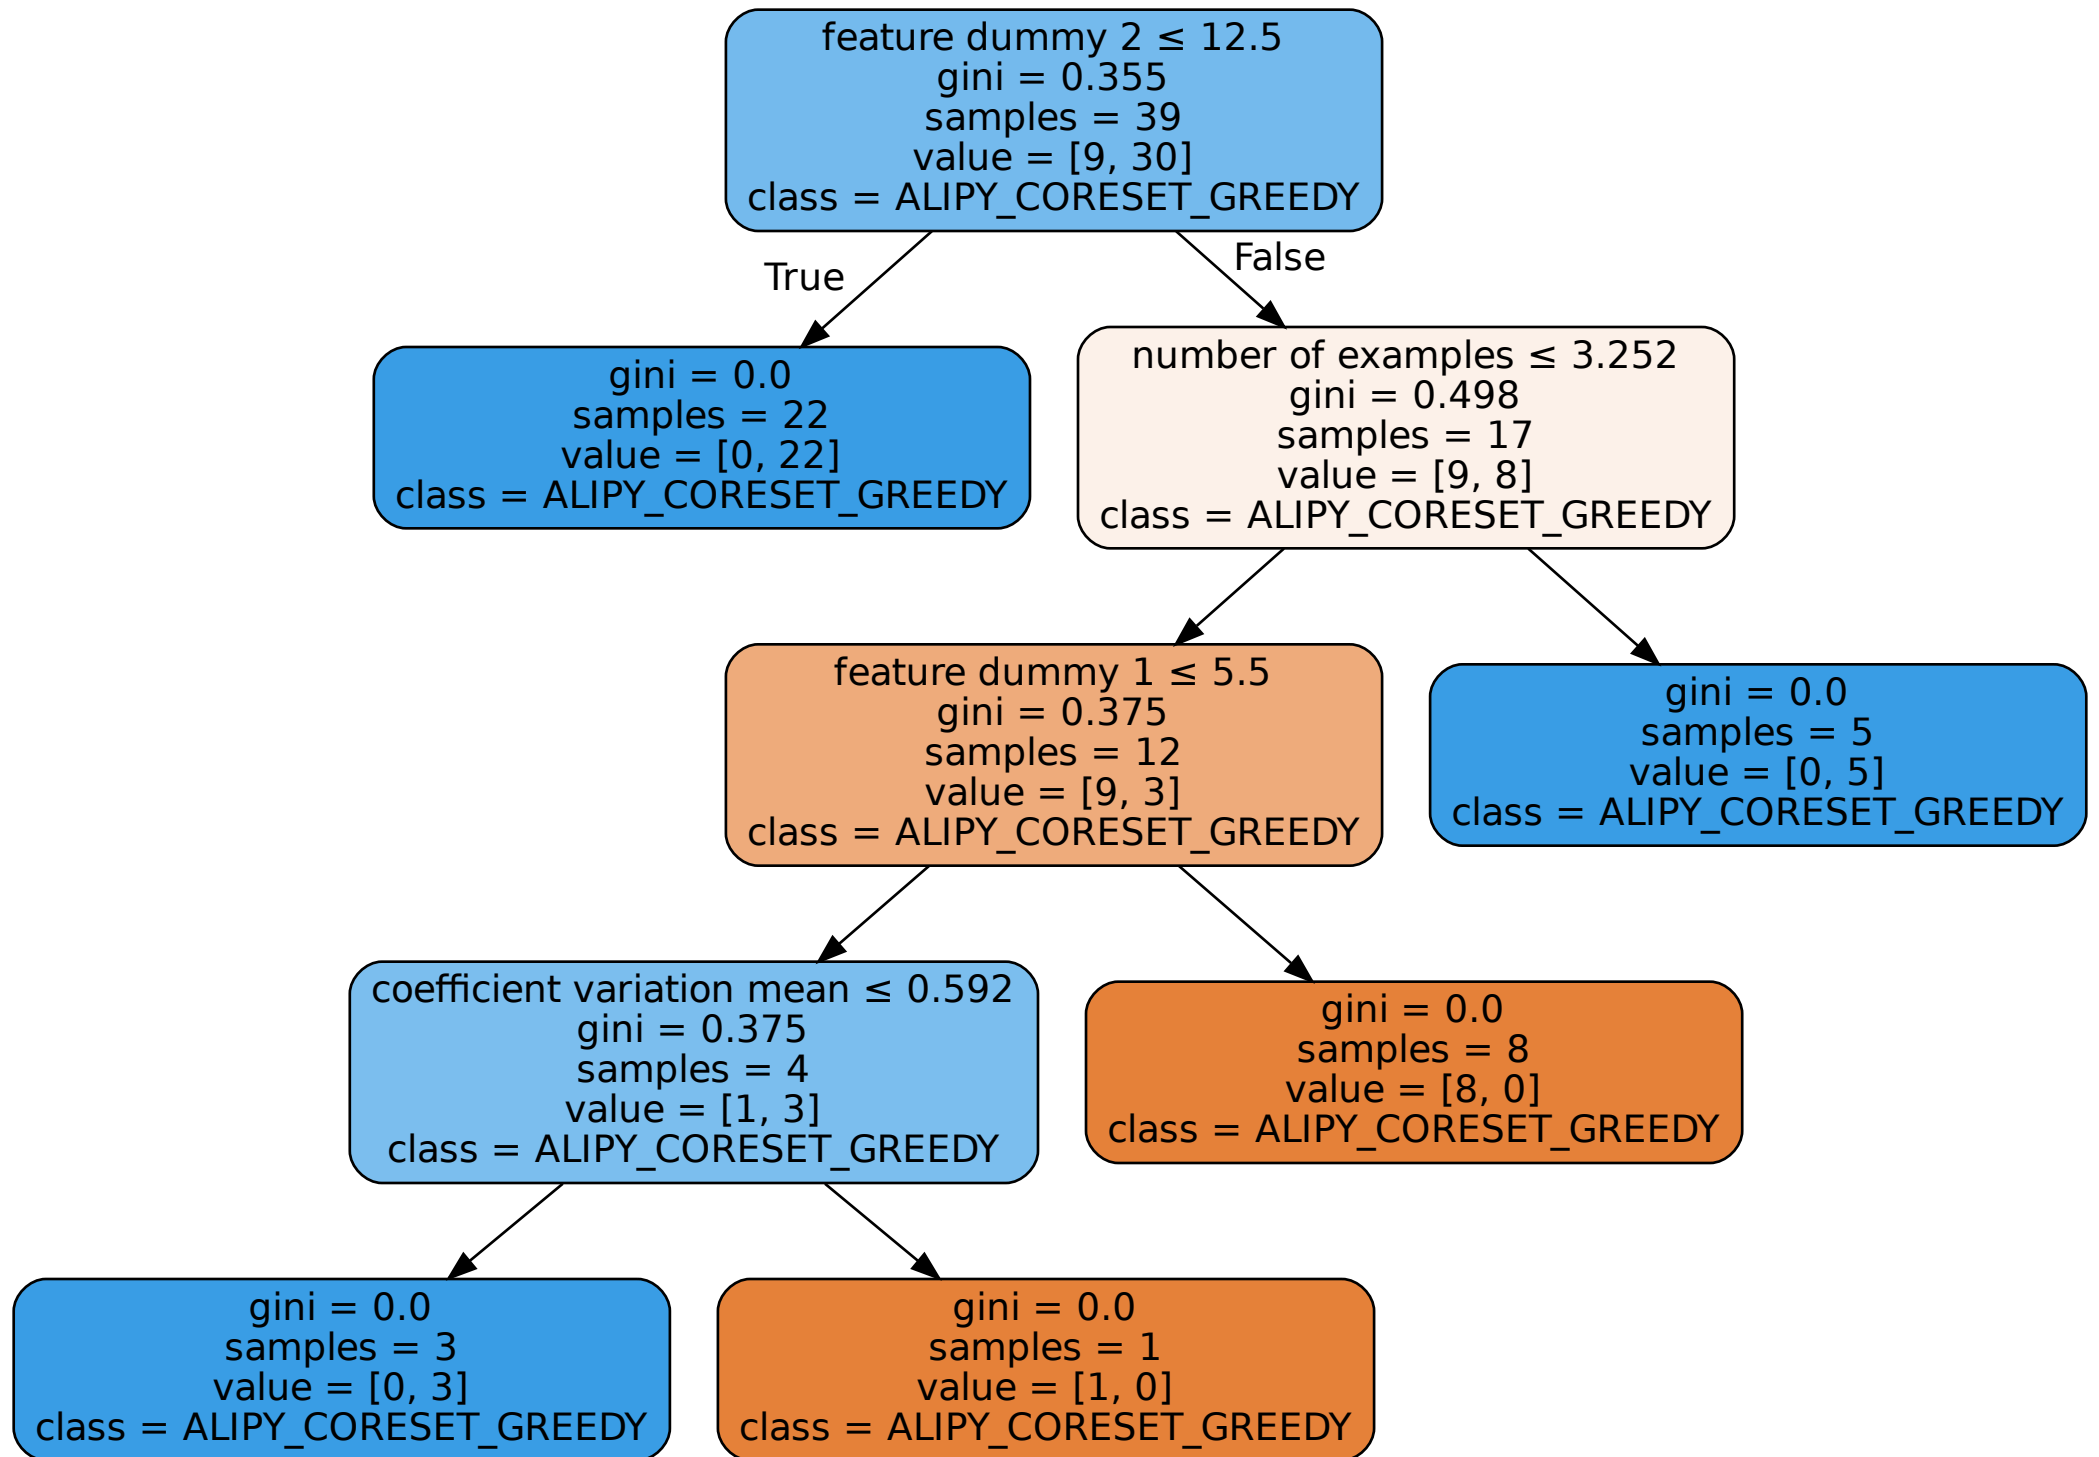 feature dummy 2 ≤ 12.5
gini = 0.355
samples = 39
value = [9, 30]
class = ALIPY_CORESET_GREEDY
True
False
gini = 0.0
samples = 22
value = [0, 22]
class = ALIPY_CORESET_GREEDY
number of examples ≤ 3.252
gini = 0.498
samples = 17
value = [9, 8]
class = ALIPY_CORESET_GREEDY
feature dummy 1 ≤ 5.5
gini = 0.375
samples = 12
value = [9, 3]
class = ALIPY_CORESET_GREEDY
gini = 0.0
samples = 5
value = [0, 5]
class = ALIPY_CORESET_GREEDY
coefficient variation mean ≤ 0.592
gini = 0.375
samples = 4
value = [1, 3]
class = ALIPY_CORESET_GREEDY
gini = 0.0
samples = 8
value = [8, 0]
class = ALIPY_CORESET_GREEDY
gini = 0.0
samples = 3
value = [0, 3]
class = ALIPY_CORESET_GREEDY
gini = 0.0
samples = 1
value = [1, 0]
class = ALIPY_CORESET_GREEDY